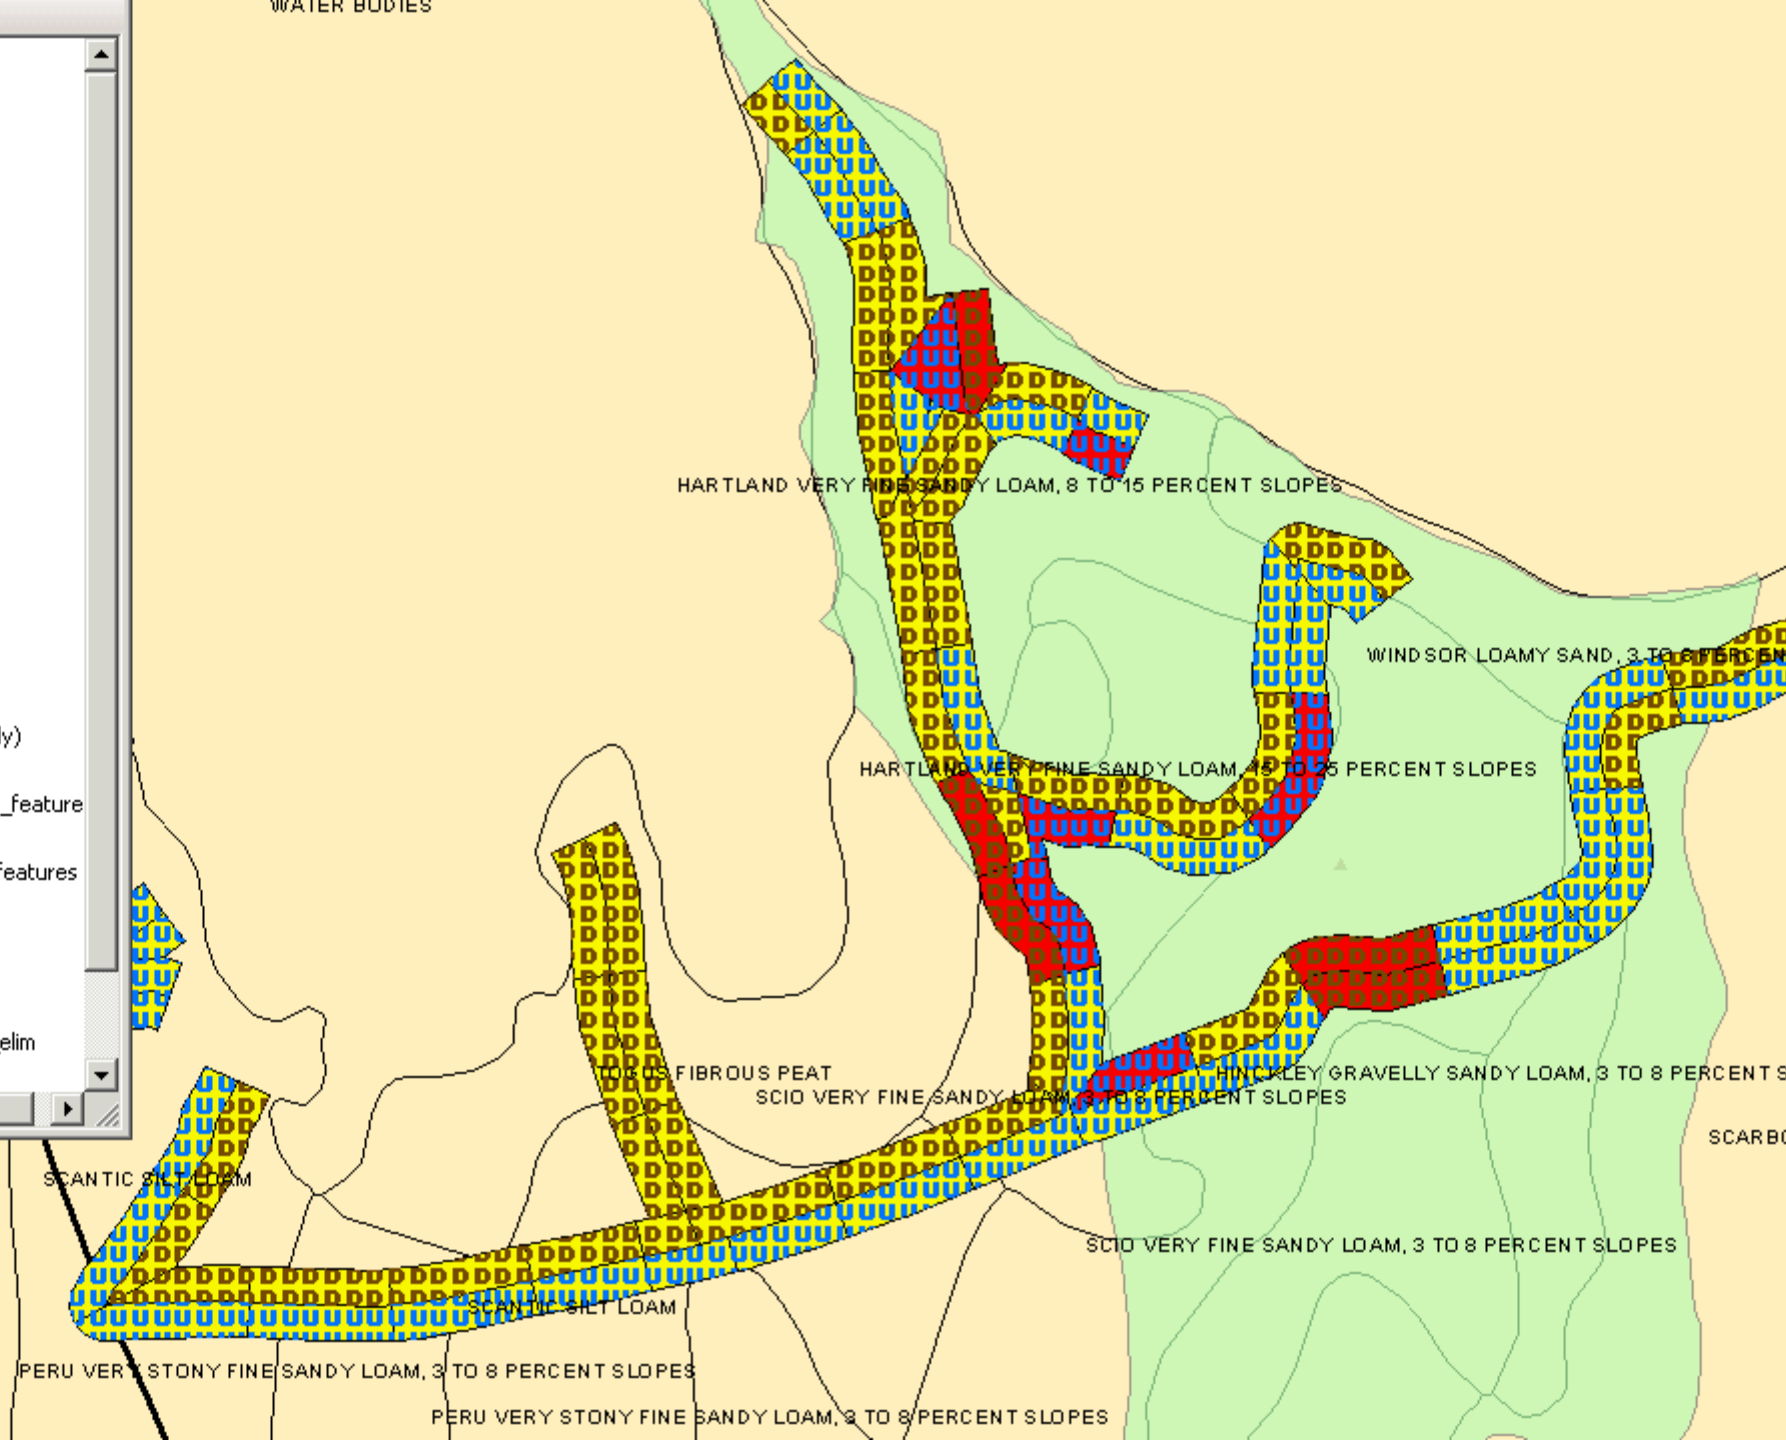 WATER BODIES
HARTLAND VERY FINE SANDY LOAM, 8 TO 15 PERCENT SLOPES
WINDSOR LOAMY SAND, 3 TO 8 PERCEN
ly)
HARTLAND VERY FINE SANDY LOAM, 15 TO 25 PERCENT SLOPES
_feature
features
elim
TOGUS FIBROUS PEAT
HINCKLEY GRAVELLY SANDY LOAM, 3 TO 8 PERCENT S
SCIO VERY FINE SANDY LOAM, 3 TO 8 PERCENT SLOPES
SCARBO
SCANTIC SILT LOAM
SCIO VERY FINE SANDY LOAM, 3 TO 8 PERCENT SLOPES
SCANTIC SILT LOAM
PERU VERY STONY FINE SANDY LOAM, 3 TO 8 PERCENT SLOPES
PERU VERY STONY FINE SANDY LOAM, 3 TO 8 PERCENT SLOPES